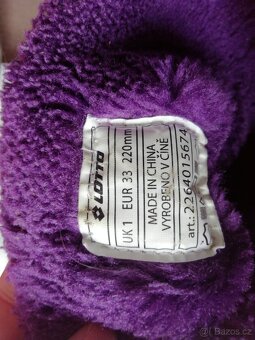 LOTTO
UK 1 EUR 33 220mm
MADE IN CHINA
VYROBENO V ČÍNĚ
art.: 2264015674
Bazos.cz